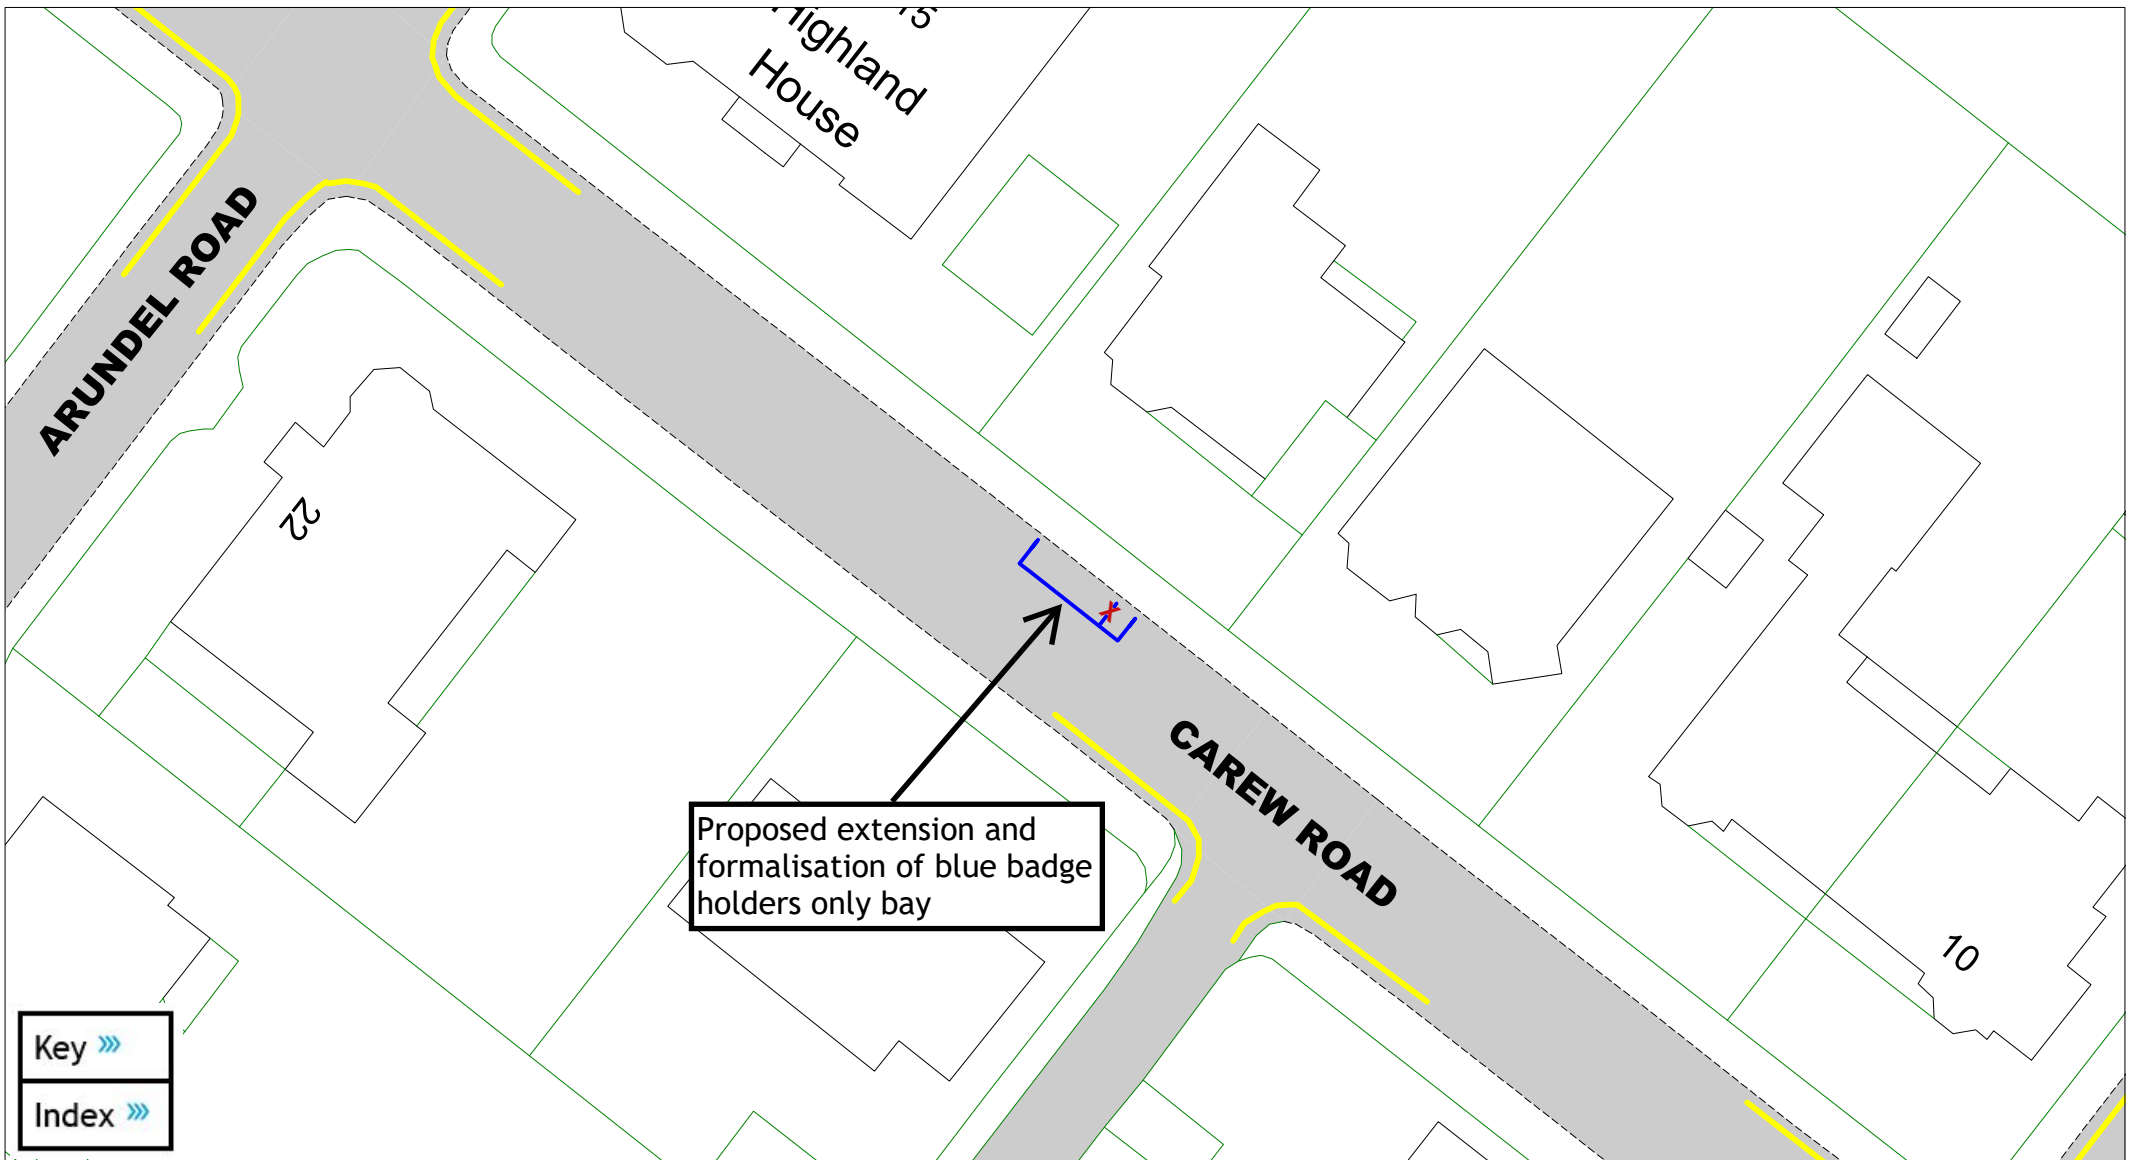 15
Highland
House
ARUNDEL ROAD
22
CAREW ROAD
Proposed extension and
formalisation of blue badge
holders only bay
10
Key »»
Index »»